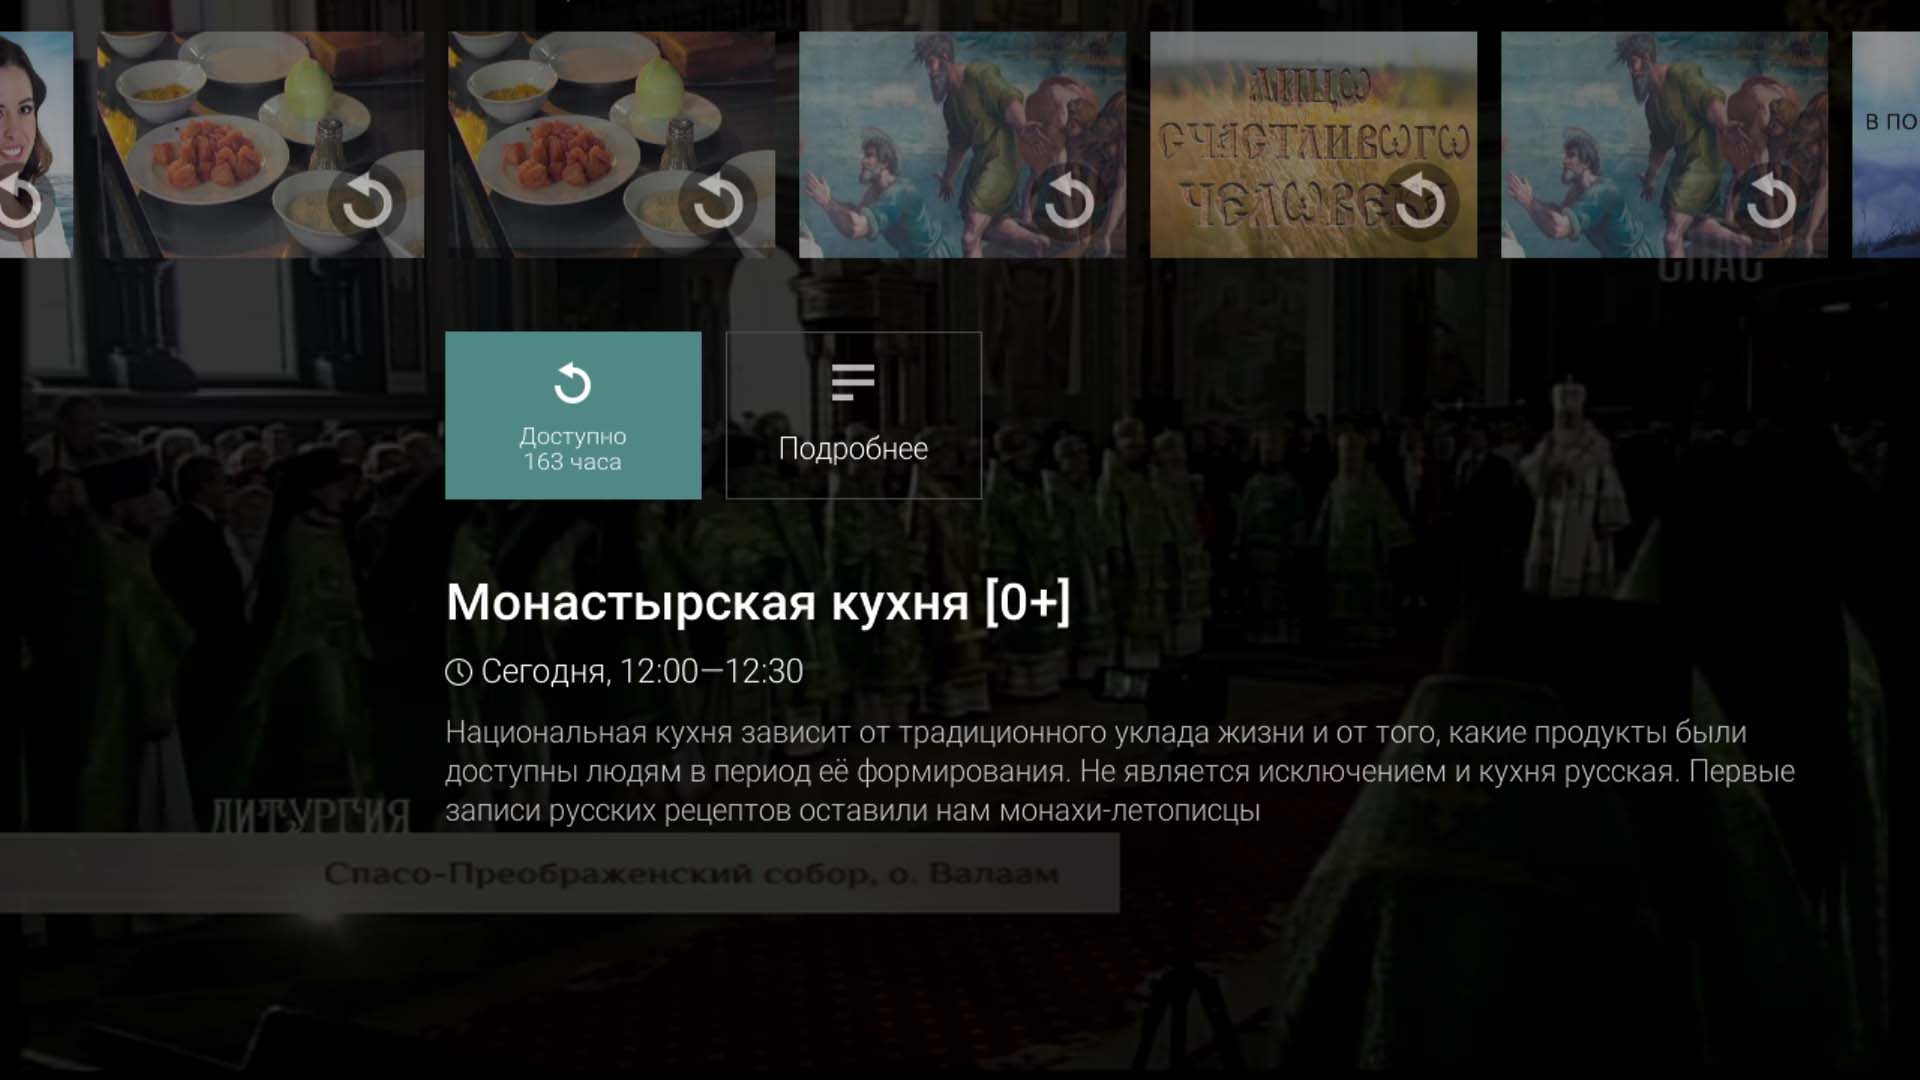 ЛИЦО
СЧАСТЛИВОГО
ЧЕЛОВЕКА
В ПО
СПАС
Доступно
163 часа
Подробнее
Монастырская кухня [0+]
Сегодня, 12:00—12:30
Национальная кухня зависит от традиционного уклада жизни и от того, какие продукты были
доступны людям в период её формирования. Не является исключением и кухня русская. Первые
записи русских рецептов оставили нам монахи-летописцы
ЛИТУРГИЯ
Спасо-Преображенский собор, о. Валаам